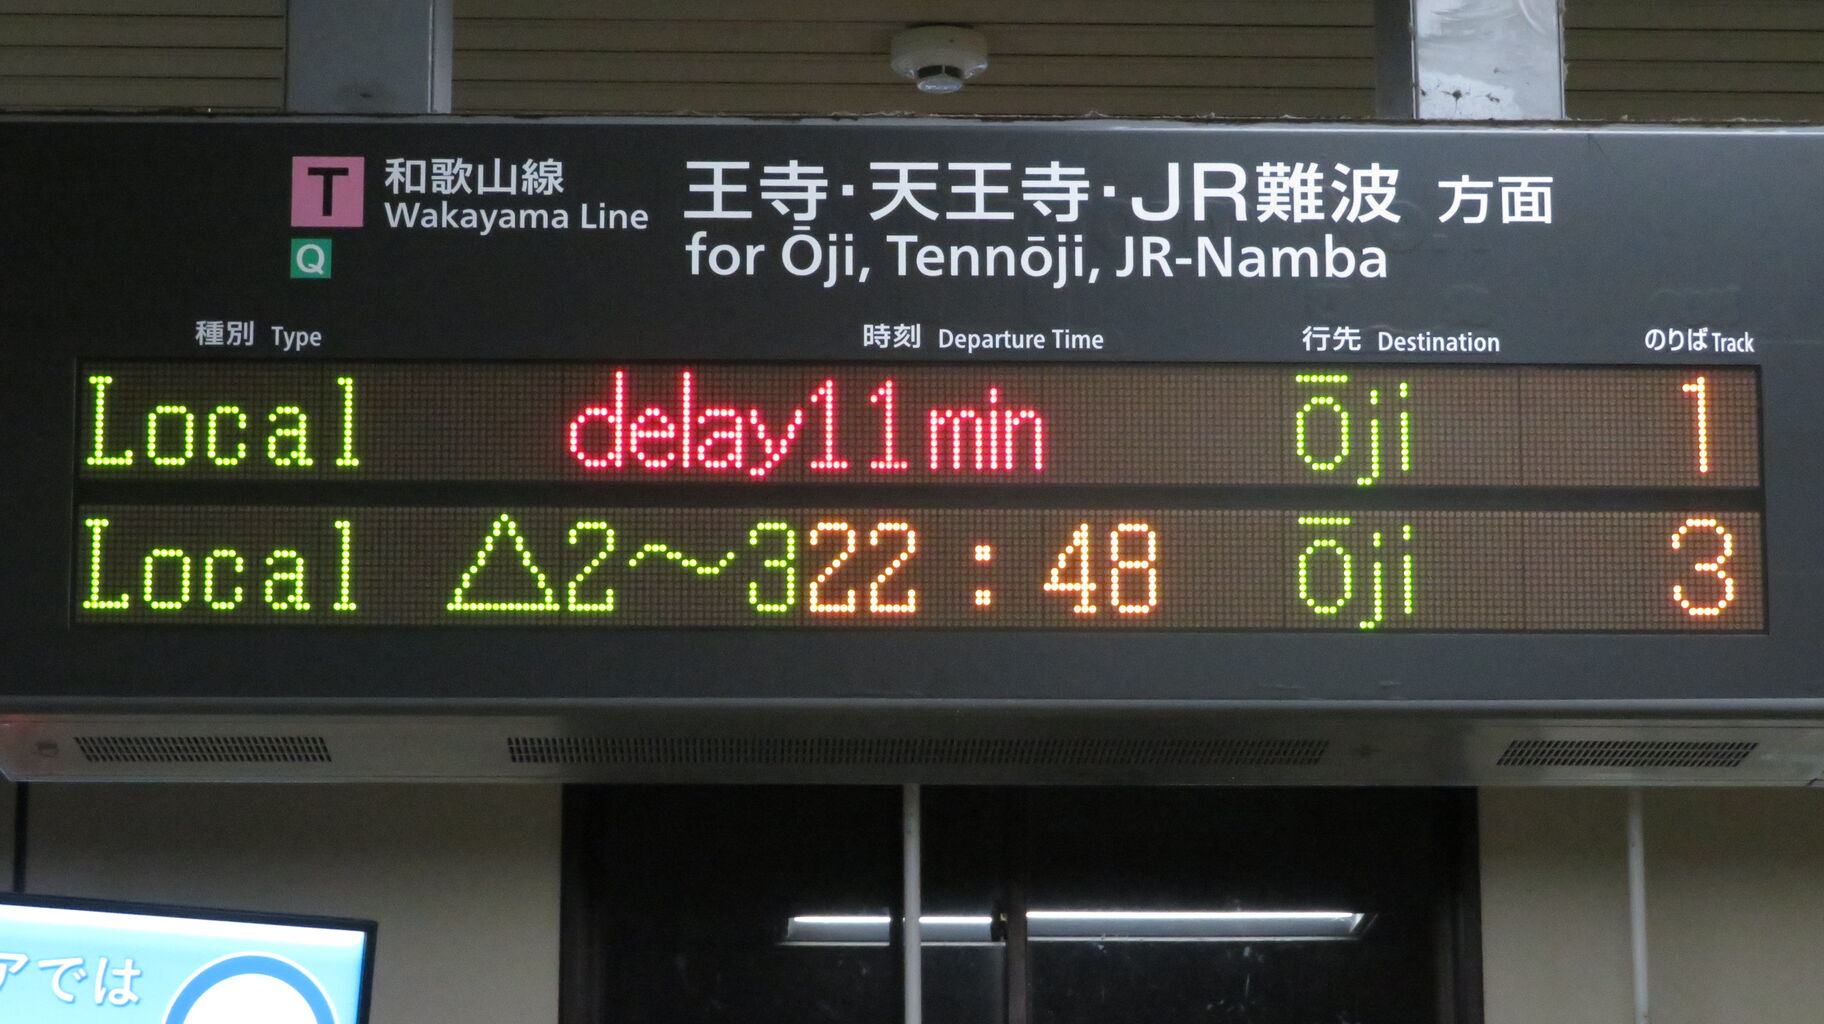 T 和歌山線 王寺・天王寺・JR難波 方面
Wakayama Line for Ōji, Tennōji, JR-Namba
Q
種別 Type 時刻 Departure Time 行先 Destination のりば Track
Local delay11min Ōji 1
Local △2～3 22:48 Ōji 3
アでは